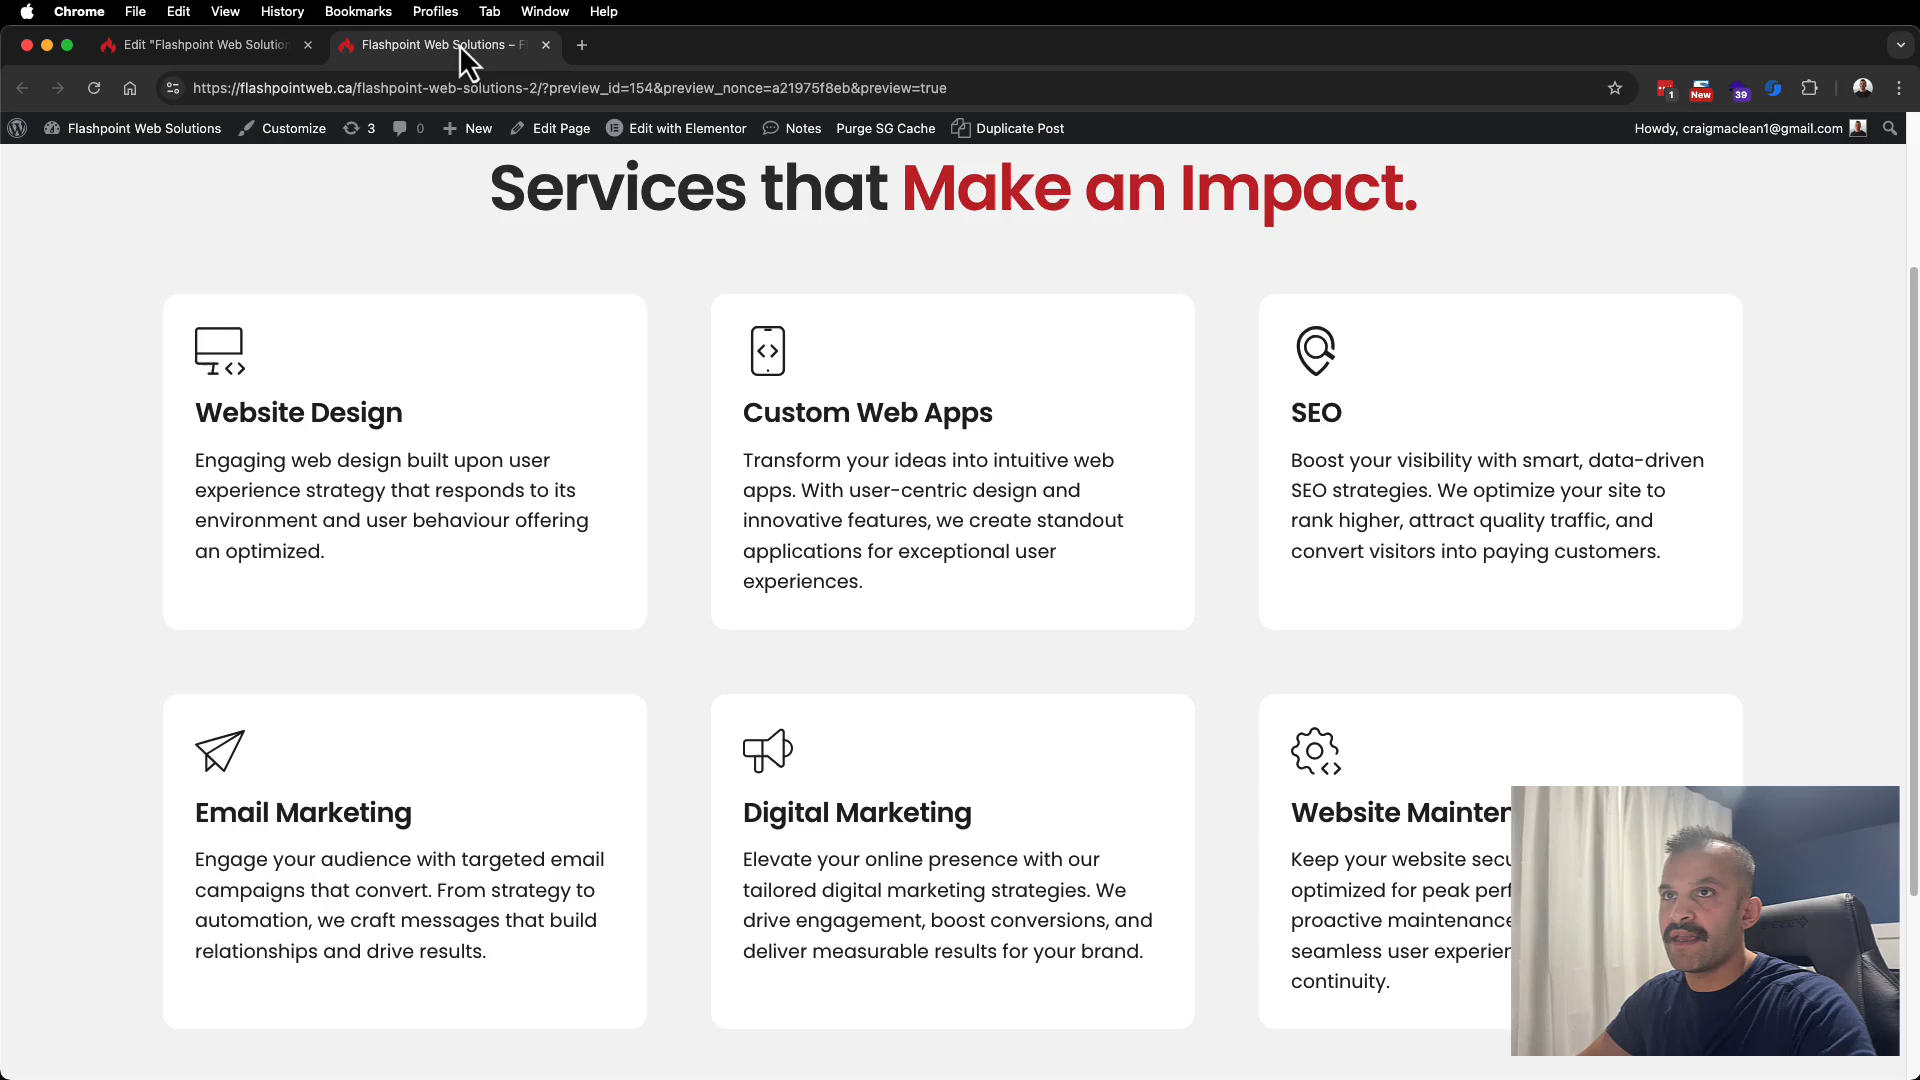 Chrome File Edit View History Bookmarks Profiles Tab Window Help
Edit "Flashpoint Web Solution
Flashpoint Web Solutions –
https://flashpointweb.ca/flashpoint-web-solutions-2/?preview_id=154&preview_nonce=a21975f8eb&preview=true
1 New 39
Flashpoint Web Solutions Customize 3 0 New Edit Page Edit with Elementor Notes Purge SG Cache Duplicate Post
Howdy, craigmaclean1@gmail.com
Services that Make an Impact.
Website Design
Engaging web design built upon user
experience strategy that responds to its
environment and user behaviour offering
an optimized.
Custom Web Apps
Transform your ideas into intuitive web
apps. With user-centric design and
innovative features, we create standout
applications for exceptional user
experiences.
SEO
Boost your visibility with smart, data-driven
SEO strategies. We optimize your site to
rank higher, attract quality traffic, and
convert visitors into paying customers.
Email Marketing
Engage your audience with targeted email
campaigns that convert. From strategy to
automation, we craft messages that build
relationships and drive results.
Digital Marketing
Elevate your online presence with our
tailored digital marketing strategies. We
drive engagement, boost conversions, and
deliver measurable results for your brand.
Website Mainten
Keep your website secu
optimized for peak perf
proactive maintenance
seamless user experien
continuity.